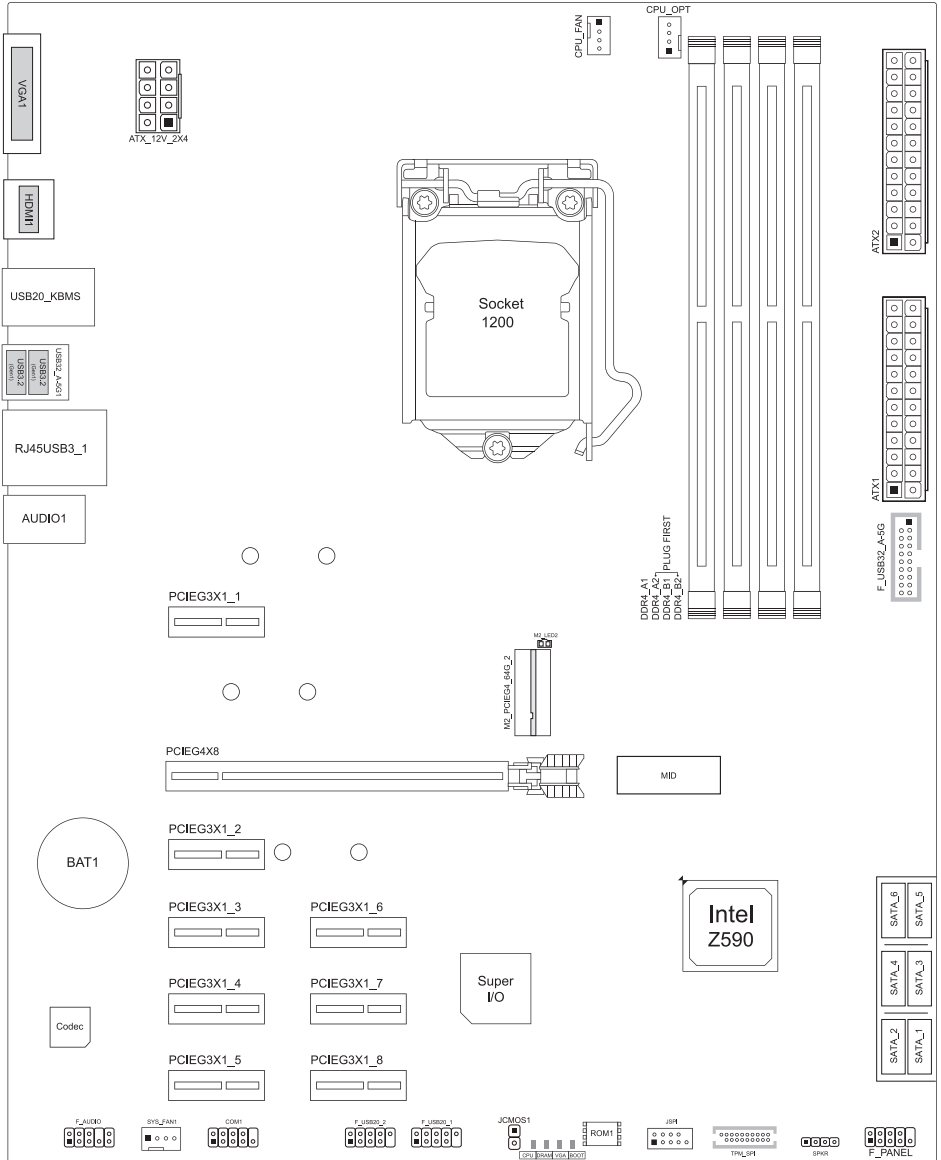 CPU_FAN
CPU_OPT
VGA1
ATX_12V_2X4
HDMI1
ATX2
USB20_KBMS
Socket
1200
USB32_A-5G1
USB3.2
(Gen1)
USB3.2
(Gen1)
RJ45USB3_1
ATX1
AUDIO1
F_USB32_A-5G
PLUG FIRST
DDR4_A1
DDR4_A2
DDR4_B1
DDR4_B2
PCIEG3X1_1
M2_LED2
M2_PCIEG4_64G_2
PCIEG4X8
MID
PCIEG3X1_2
BAT1
PCIEG3X1_3
PCIEG3X1_6
Intel
Z590
SATA_6
SATA_5
SATA_4
SATA_3
PCIEG3X1_4
PCIEG3X1_7
Super
I/O
Codec
SATA_2
SATA_1
PCIEG3X1_5
PCIEG3X1_8
F_AUDIO
SYS_FAN1
COM1
F_USB20_2
F_USB20_1
JCMOS1
CPU DRAM VGA BOOT
ROM1
JSPI
TPM_SPI
SPKR
F_PANEL